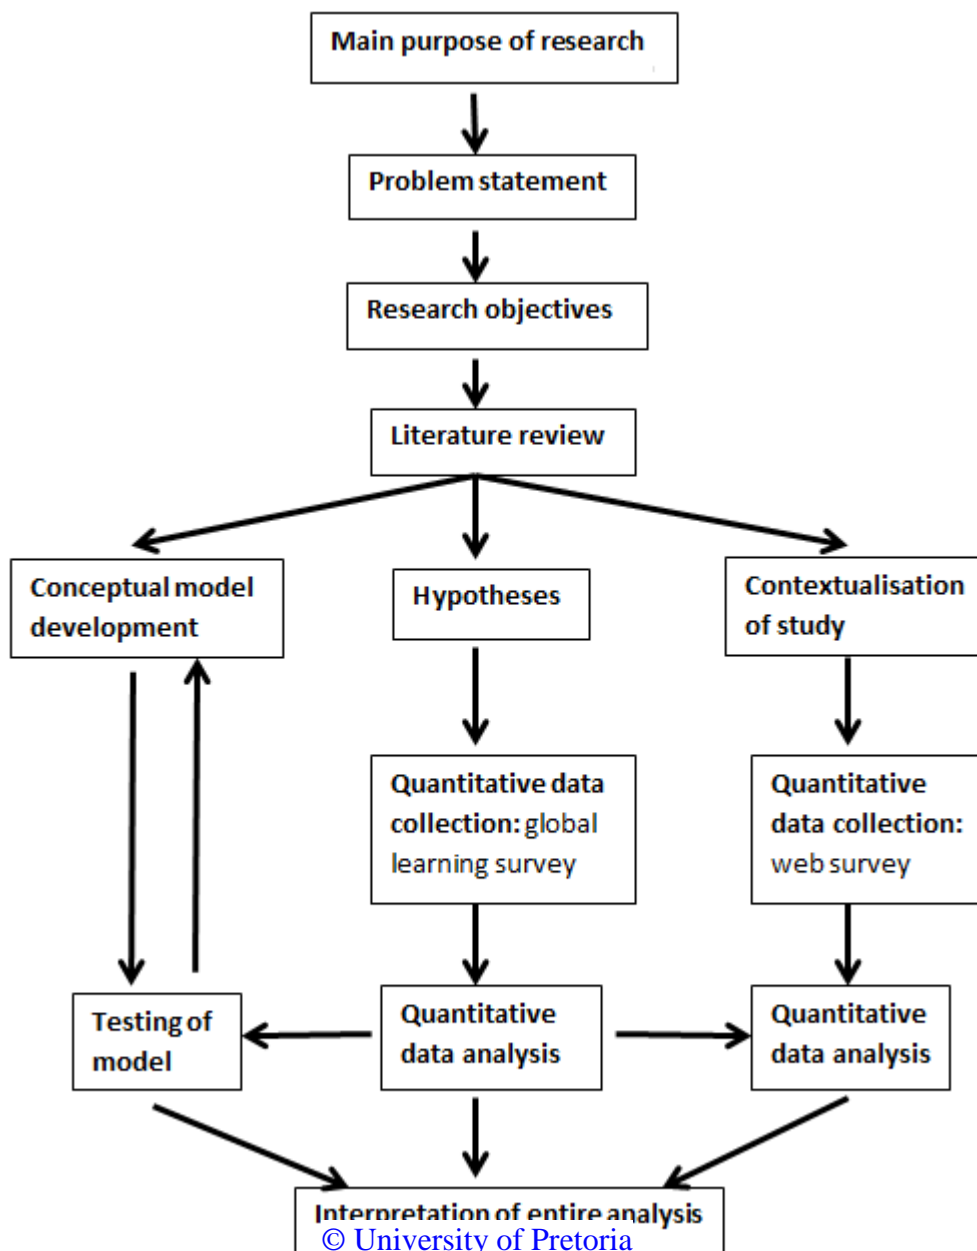 Main purpose of research
Problem statement
Research objectives
Literature review
Conceptual model
development
Hypotheses
Contextualisation
of study
Quantitative data
collection: global
learning survey
Quantitative
data collection:
web survey
Testing of
model
Quantitative
data analysis
Quantitative
data analysis
Interpretation of entire analysis
© University of Pretoria